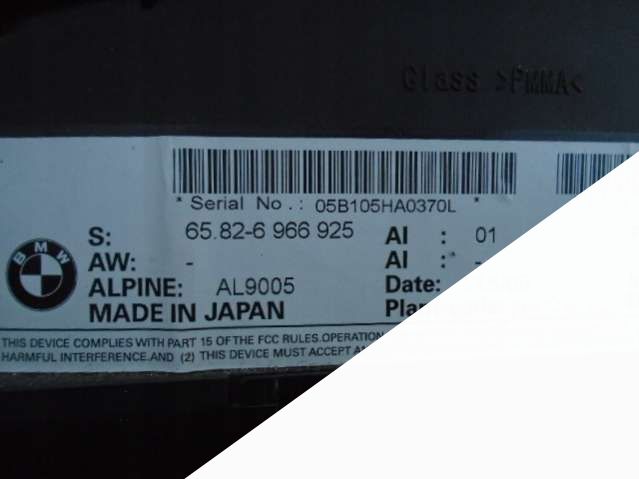 Glass >PMMA<
* Serial No. : 05B105HA0370L *
BMW
S: 65.82-6 966 925 AI : 01
AW: - AI : -
ALPINE: AL9005 Date:
MADE IN JAPAN
THIS DEVICE COMPLIES WITH PART 15 OF THE FCC RULES.OPERATION
HARMFUL INTERFERENCE.AND (2) THIS DEVICE MUST ACCEPT